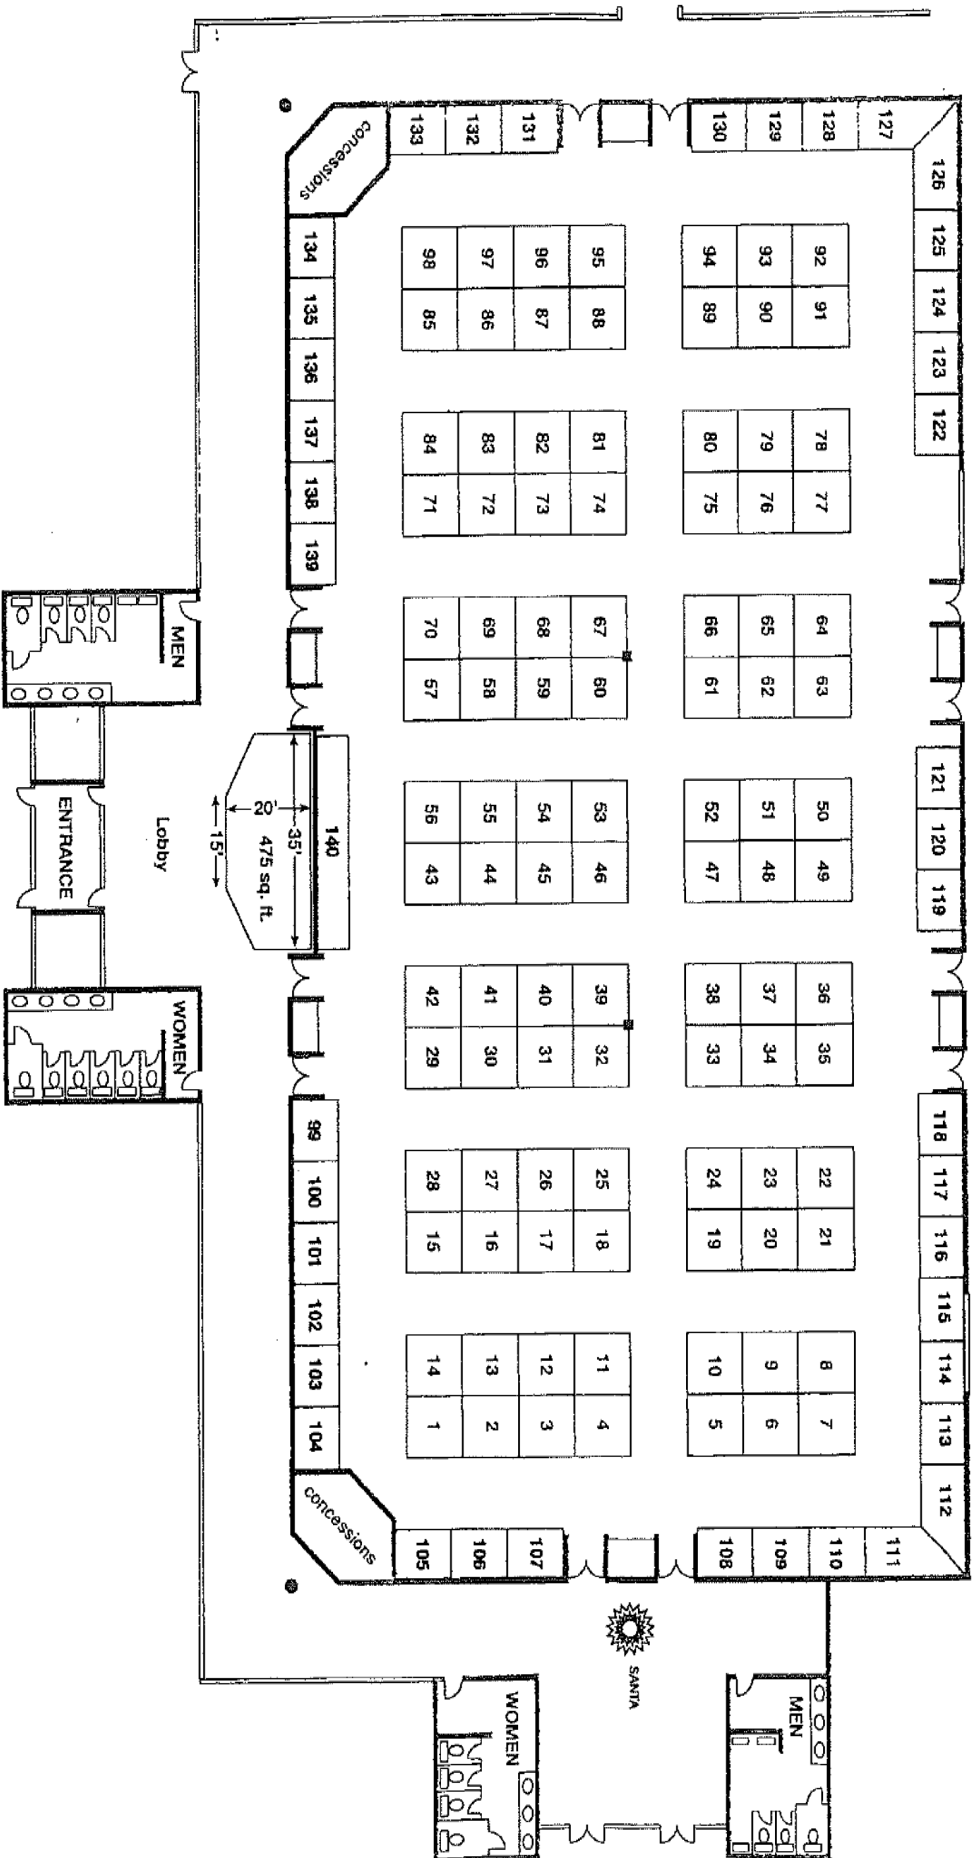 126 125 124 123 122 121 120 119 118 117 116 115 114 113 112
127 111
128 92 91 78 77 64 63 50 49 36 35 22 21 8 7 110
129 93 90 79 76 65 62 51 48 37 34 23 20 9 6 109 MEN
130 94 89 80 75 66 61 52 47 38 33 24 19 10 5 108
SANTA
95 88 81 74 67 60 53 46 39 32 25 18 11 4
131 96 87 82 73 68 59 54 45 40 31 26 17 12 3 107 WOMEN
132 97 86 83 72 69 58 55 44 41 30 27 16 13 2 106
133 98 85 84 71 70 57 56 43 42 29 28 15 14 1 105
concessions 140 concessions
134 135 136 137 138 139 99 100 101 102 103 104
35'
20' 475 sq. ft.
15'
MEN Lobby WOMEN
ENTRANCE